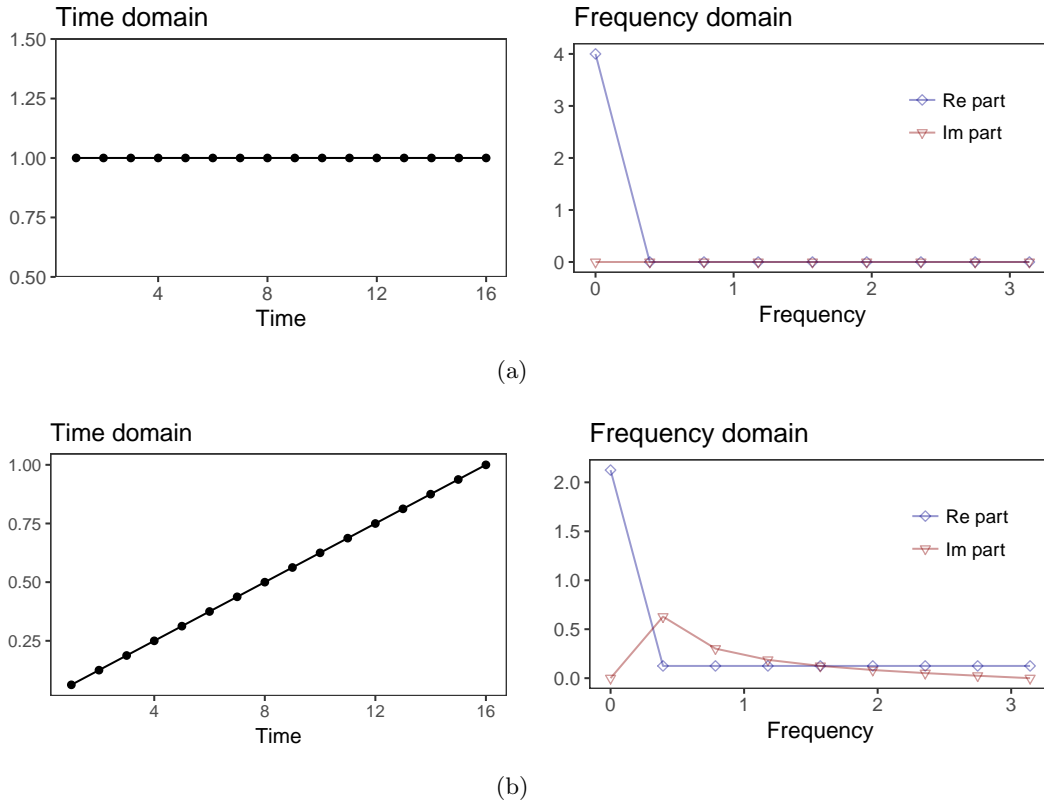 Time domain
1.50
1.25
1.00
0.75
0.50
4
8
12
16
Time
Frequency domain
4
3
2
1
0
Re part
Im part
0
1
2
3
Frequency
(a)
Time domain
1.00
0.75
0.50
0.25
4
8
12
16
Time
Frequency domain
2.0
1.5
1.0
0.5
0.0
Re part
Im part
0
1
2
3
Frequency
(b)